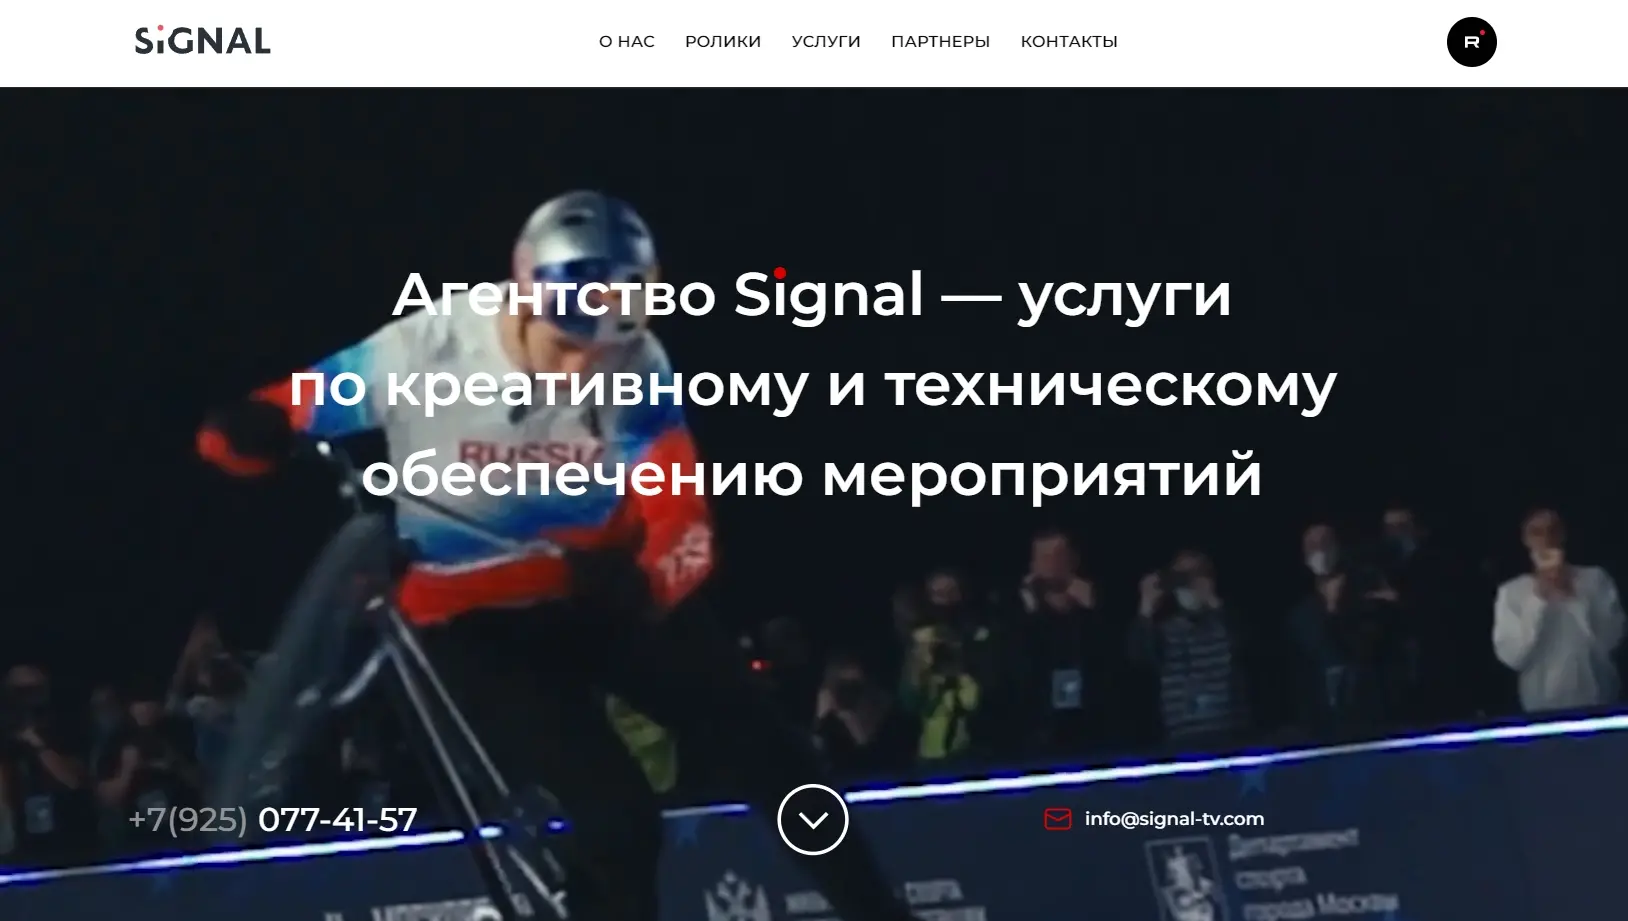 SiGNAL
О НАС
РОЛИКИ
УСЛУГИ
ПАРТНЕРЫ
КОНТАКТЫ
R
Агентство Signal — услуги
по креативному и техническому
обеспечению мероприятий
RUSSIA
+7(925) 077-41-57
info@signal-tv.com
Департамент
спорта
города Москвы